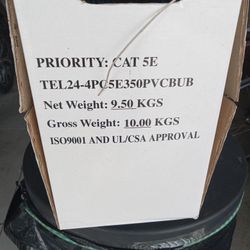 PRIORITY: CAT 5E
TEL24-4PC5E350PVCBUB
Net Weight: 9.50 KGS
Gross Weight: 10.00 KGS
ISO9001 AND UL/CSA APPROVAL